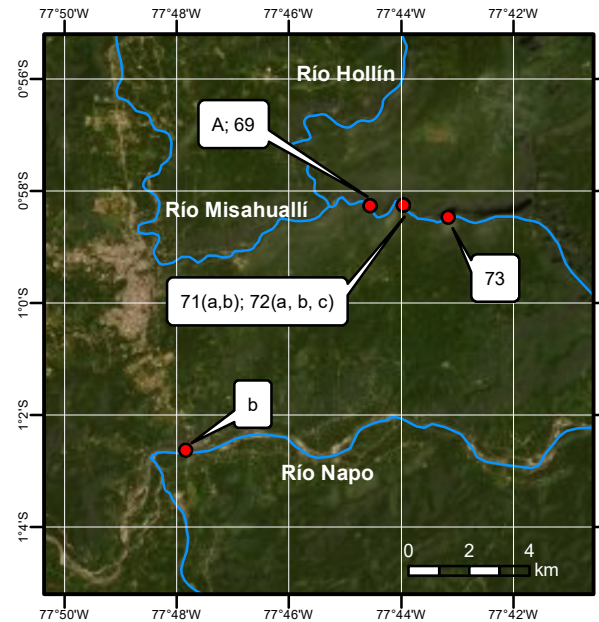 77°50'W 77°48'W 77°46'W 77°44'W 77°42'W
0°56'S
0°58'S
1°0'S
1°2'S
1°4'S
Río Hollín
A; 69
Río Misahuallí
71(a,b); 72(a, b, c)
73
b
Río Napo
0 2 4
km
77°50'W 77°48'W 77°46'W 77°44'W 77°42'W